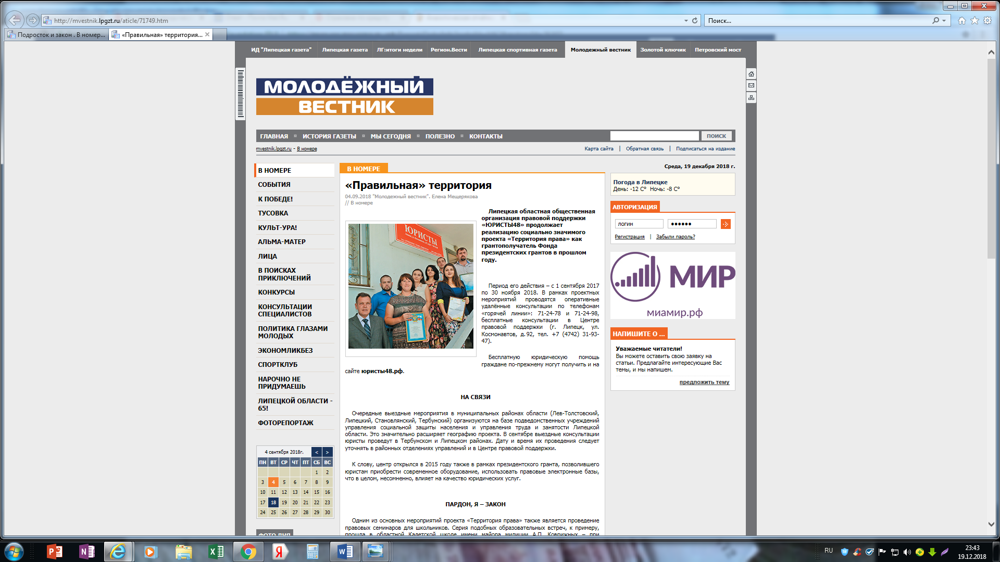 http://mvestnik.lpgzt.ru/aticle/71749.htm
Поиск...
Подросток и закон . В номер...
«Правильная» территория...
ИД "Липецкая газета"
Липецкая газета
ЛГ:итоги недели
Регион.Вести
Липецкая спортивная газета
Молодежный вестник
Золотой ключик
Петровский мост
МОЛОДЁЖНЫЙ
ВЕСТНИК
ГЛАВНАЯ
ИСТОРИЯ ГАЗЕТЫ
МЫ СЕГОДНЯ
ПОЛЕЗНО
КОНТАКТЫ
ПОИСК
mvestnik.lpgzt.ru - В номере
Карта сайта | Обратная связь | Подписаться на издание
В НОМЕРЕ
СОБЫТИЯ
К ПОБЕДЕ!
ТУСОВКА
КУЛЬТ-УРА!
АЛЬМА-МАТЕР
ЛИЦА
В ПОИСКАХ
ПРИКЛЮЧЕНИЙ
КОНКУРСЫ
КОНСУЛЬТАЦИИ
СПЕЦИАЛИСТОВ
ПОЛИТИКА ГЛАЗАМИ
МОЛОДЫХ
ЭКОНОМЛИКБЕЗ
СПОРТКЛУБ
НАРОЧНО НЕ
ПРИДУМАЕШЬ
ЛИПЕЦКОЙ ОБЛАСТИ -
65!
ФОТОРЕПОРТАЖ
4 сентября 2018г. < >
ПН ВТ СР ЧТ ПТ СБ ВС
1 2
3 4 5 6 7 8 9
10 11 12 13 14 15 16
17 18 19 20 21 22 23
24 25 26 27 28 29 30
ФОТО ДНЯ
В НОМЕРЕ
«Правильная» территория
04.09.2018 "Молодежный вестник". Елена Мещерякова
// В номере
ЮРИСТЫ
Липецкая областная общественная
организация правовой поддержки
«ЮРИСТЫ48» продолжает
реализацию социально значимого
проекта «Территория права» как
грантополучатель Фонда
президентских грантов в прошлом
году.
Период его действия – с 1 сентября 2017
по 30 ноября 2018. В рамках проектных
мероприятий проводятся оперативные
удалённые консультации по телефонам
«горячей линии»: 71-24-78 и 71-24-98,
бесплатные консультации в Центре
правовой поддержки (г. Липецк, ул.
Космонавтов, д.92, тел. +7 (4742) 31-93-
47).
Бесплатную юридическую помощь
граждане по-прежнему могут получить и на
сайте юристы48.рф.
НА СВЯЗИ
Очередные выездные мероприятия в муниципальных районах области (Лев-Толстовский,
Липецкий, Становлянский, Тербунский) организуются на базе подведомственных учреждений
управления социальной защиты населения и управления труда и занятости Липецкой
области. Это значительно расширяет географию проекта. В сентябре выездные консультации
юристы проведут в Тербунском и Липецком районах. Дату и время их проведения следует
уточнять в районных отделениях управлений и в Центре правовой поддержки.
К слову, центр открылся в 2015 году также в рамках президентского гранта, позволившего
юристам приобрести современное оборудование, использовать правовые электронные базы,
что в целом, несомненно, влияет на качество юридических услуг.
ПАРДОН, Я – ЗАКОН
Одним из основных мероприятий проекта «Территория права» также является проведение
правовых семинаров для школьников. Серия подобных образовательных встреч, к примеру,
прошла в областной Кадетской школе имени майора милиции А.П. Коврижных – при
Среда, 19 декабря 2018 г.
Погода в Липецке
День: -12 C° Ночь: -8 C°
АВТОРИЗАЦИЯ
логин
Регистрация | Забыли пароль?
МИР
миамир.рф
НАПИШИТЕ О ...
Уважаемые читатели!
Вы можете оставить свою заявку на
статьи. Предлагайте интересующие Вас
темы, и мы напишем.
предложить тему
RU
23:43
19.12.2018